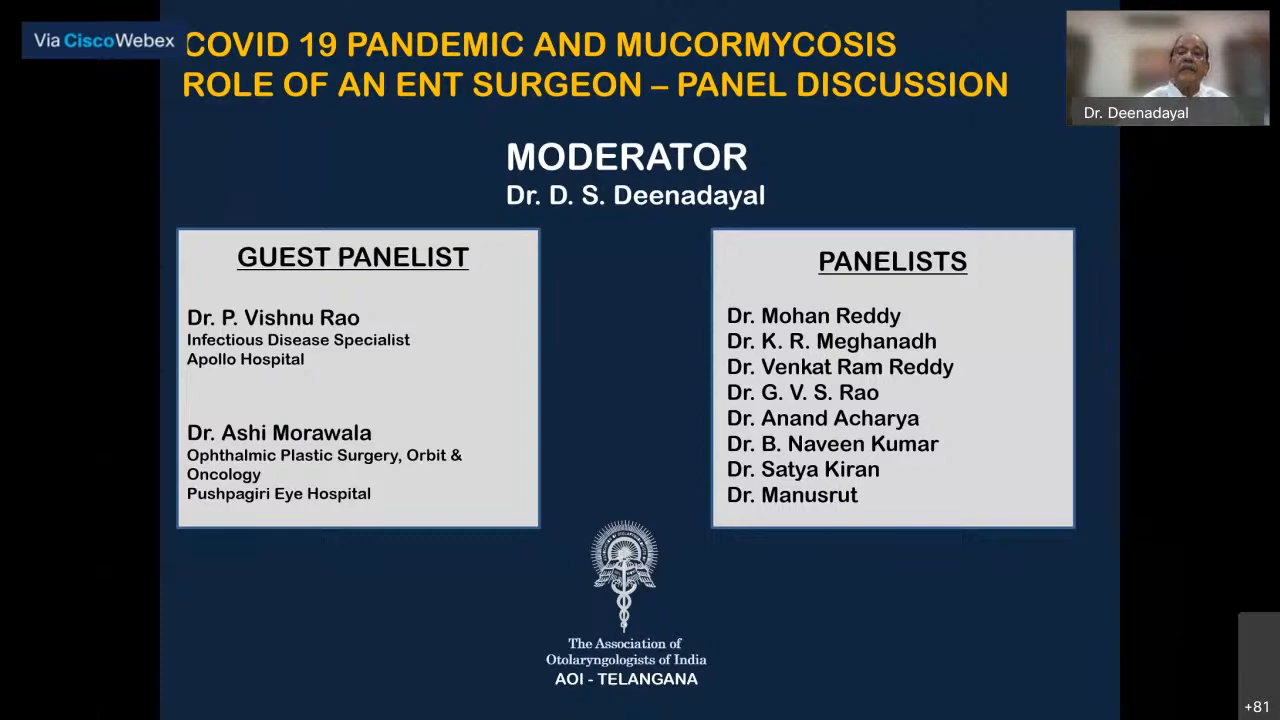 Via CiscoWebex
COVID 19 PANDEMIC AND MUCORMYCOSIS
ROLE OF AN ENT SURGEON – PANEL DISCUSSION
Dr. Deenadayal
MODERATOR
Dr. D. S. Deenadayal
GUEST PANELIST
Dr. P. Vishnu Rao
Infectious Disease Specialist
Apollo Hospital
Dr. Ashi Morawala
Ophthalmic Plastic Surgery, Orbit &
Oncology
Pushpagiri Eye Hospital
PANELISTS
Dr. Mohan Reddy
Dr. K. R. Meghanadh
Dr. Venkat Ram Reddy
Dr. G. V. S. Rao
Dr. Anand Acharya
Dr. B. Naveen Kumar
Dr. Satya Kiran
Dr. Manusrut
The Association of
Otolaryngologists of India
AOI - TELANGANA
+81